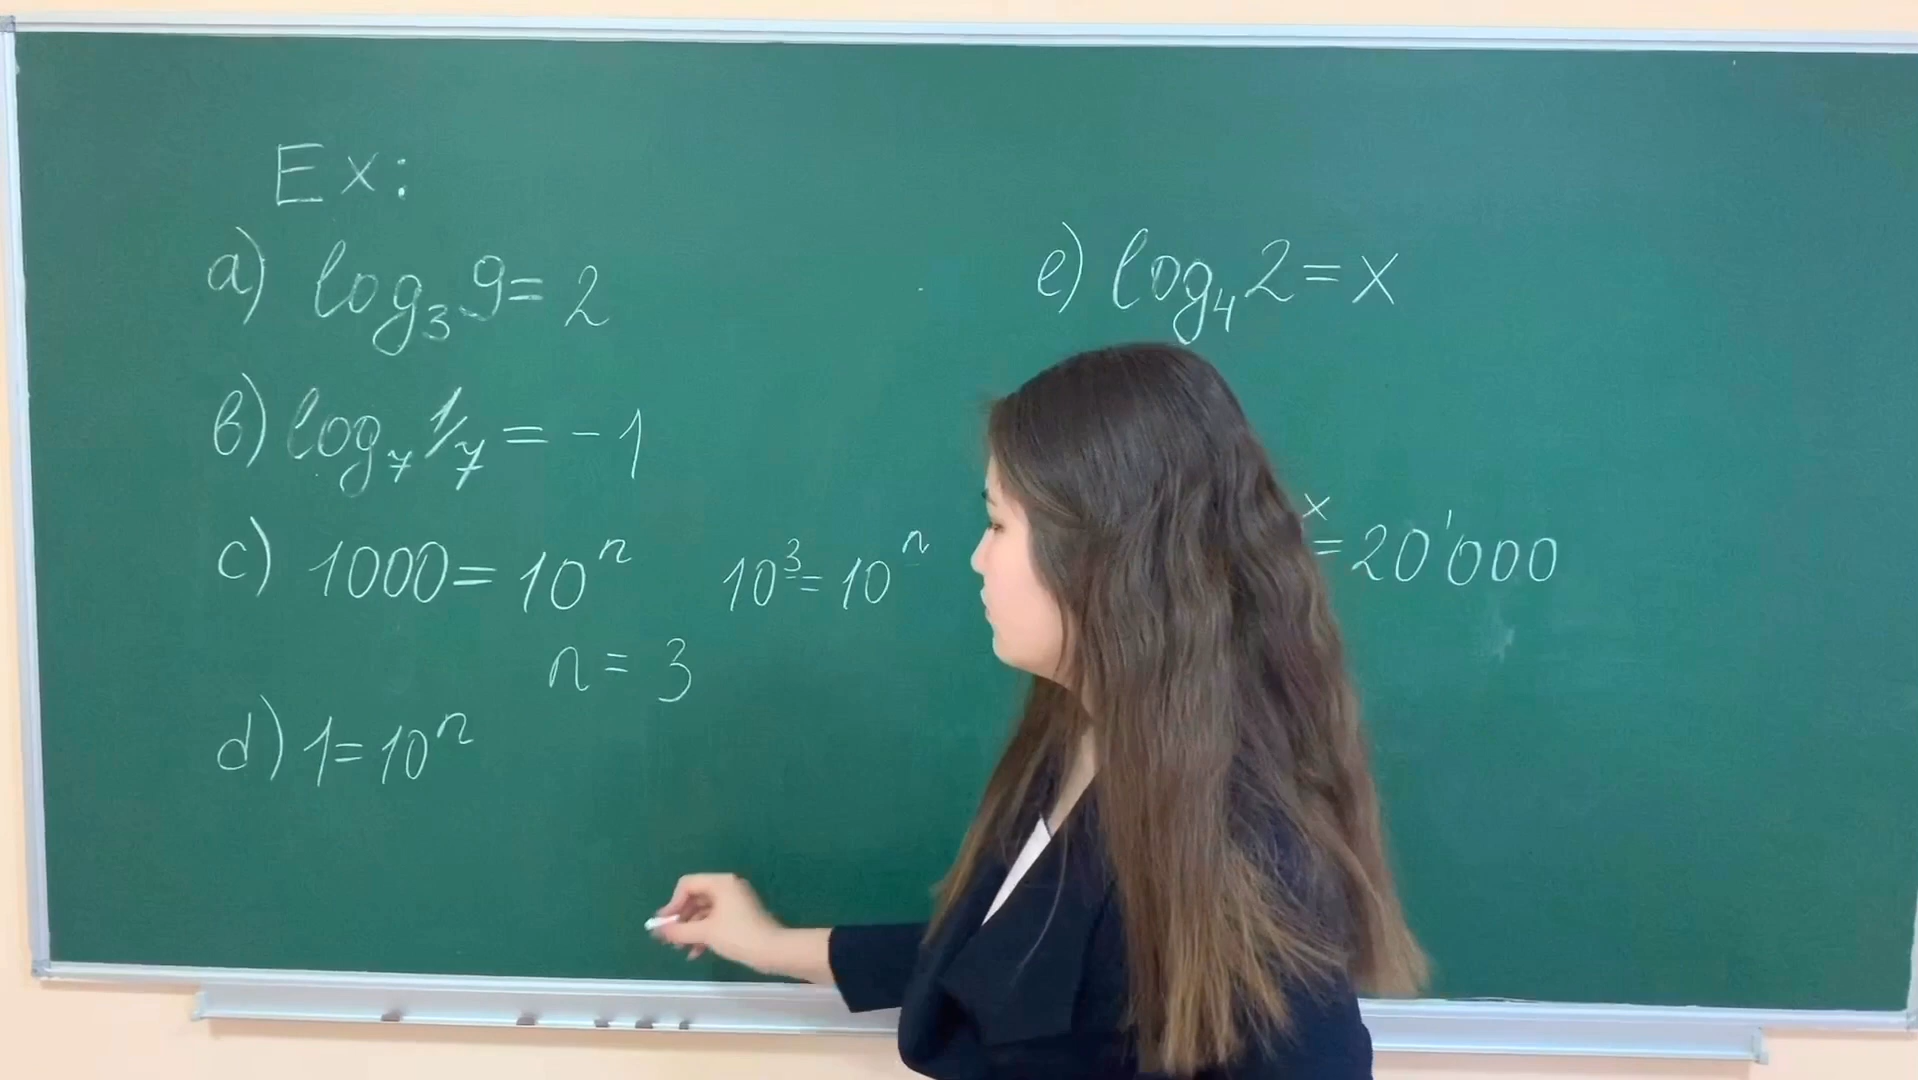 Ex:
a) log₃9 = 2
b) log₇ 1/7 = -1
c) 1000 = 10ⁿ 10³ = 10ⁿ
n = 3
d) 1 = 10ⁿ
e) log₄2 = x
ˣ = 20'000